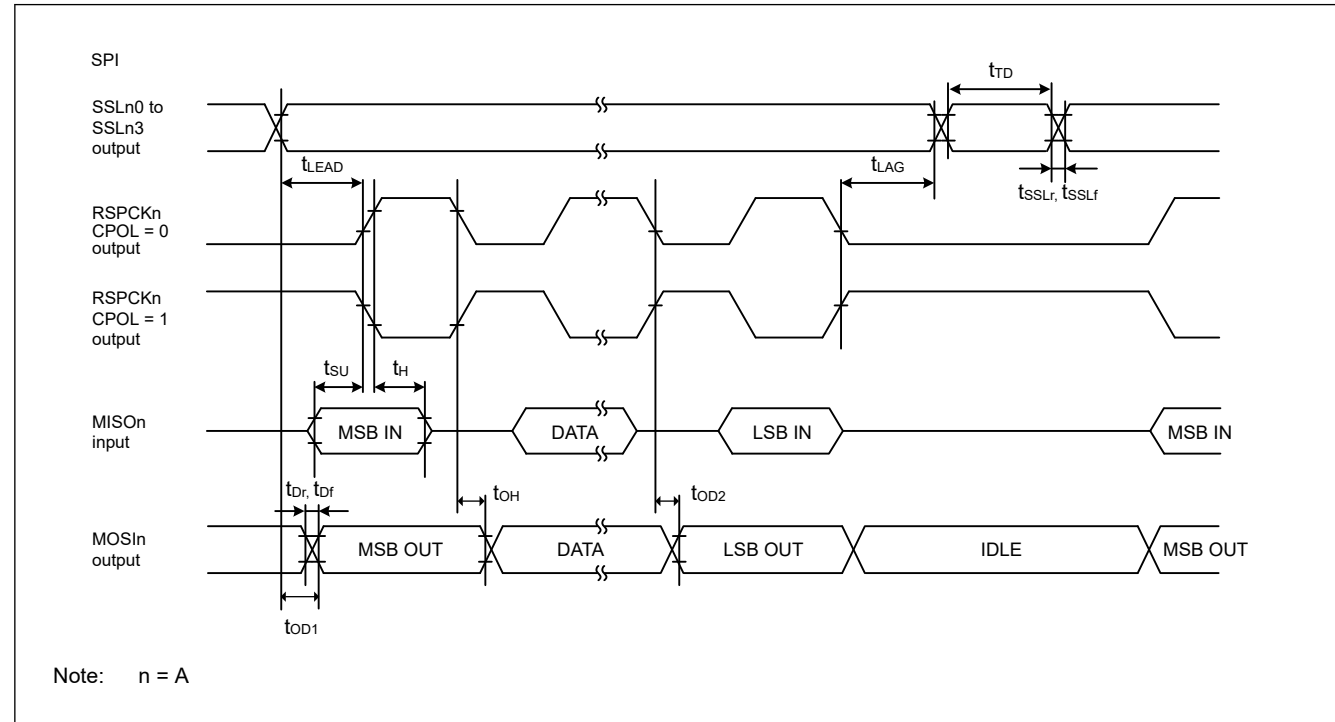 SPI
tTD
SSLn0 to
SSLn3
output
tLEAD
tLAG
tSSLr, tSSLf
RSPCKn
CPOL = 0
output
RSPCKn
CPOL = 1
output
tSU
tH
MISOn
input
MSB IN
DATA
LSB IN
MSB IN
tDr, tDf
tOH
tOD2
MOSIn
output
MSB OUT
DATA
LSB OUT
IDLE
MSB OUT
tOD1
Note: n = A